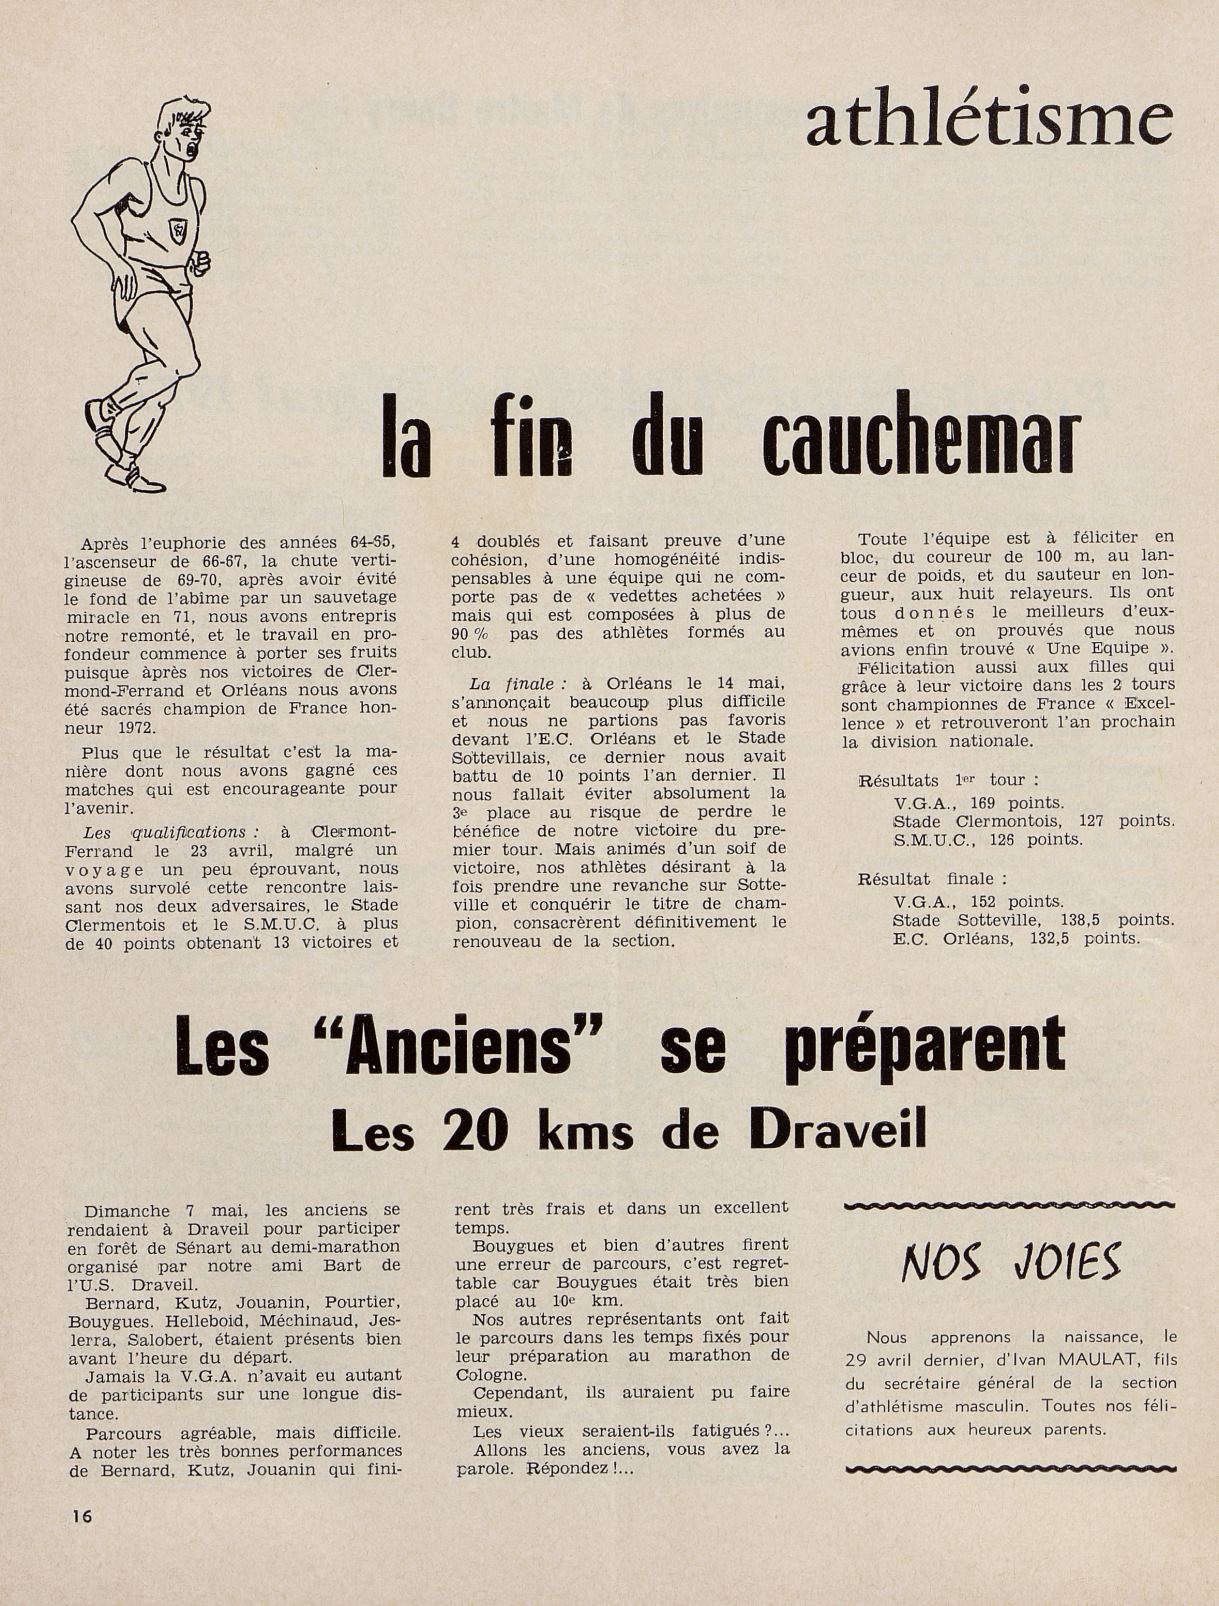 athlétisme
la fin du cauchemar
Après l'euphorie des années 64-65,
l'ascenseur de 66-67, la chute verti-
gineuse de 69-70, après avoir évité
le fond de l'abîme par un sauvetage
miracle en 71, nous avons entrepris
notre remonté, et le travail en pro-
fondeur commence à porter ses fruits
puisque àprès nos victoires de Cler-
mond-Ferrand et Orléans nous avons
été sacrés champion de France hon-
neur 1972.
Plus que le résultat c'est la ma-
nière dont nous avons gagné ces
matches qui est encourageante pour
l'avenir.
Les qualifications : à Clermont-
Ferrand le 23 avril, malgré un
voyage un peu éprouvant, nous
avons survolé cette rencontre lais-
sant nos deux adversaires, le Stade
Clermentois et le S.M.U.C. à plus
de 40 points obtenant 13 victoires et
4 doublés et faisant preuve d'une
cohésion, d'une homogénéité indis-
pensables à une équipe qui ne com-
porte pas de « vedettes achetées »
mais qui est composées à plus de
90 % pas des athlètes formés au
club.
La finale : à Orléans le 14 mai,
s'annonçait beaucoup plus difficile
et nous ne partions pas favoris
devant l'E.C. Orléans et le Stade
Sottevillais, ce dernier nous avait
battu de 10 points l'an dernier. Il
nous fallait éviter absolument la
3e place au risque de perdre le
bénéfice de notre victoire du pre-
mier tour. Mais animés d'un soif de
victoire, nos athlètes désirant à la
fois prendre une revanche sur Sotte-
ville et conquérir le titre de cham-
pion, consacrèrent définitivement le
renouveau de la section.
Toute l'équipe est à féliciter en
bloc, du coureur de 100 m, au lan-
ceur de poids, et du sauteur en lon-
gueur, aux huit relayeurs. Ils ont
tous donnés le meilleurs d'eux-
mêmes et on prouvés que nous
avions enfin trouvé « Une Equipe ».
Félicitation aussi aux filles qui
grâce à leur victoire dans les 2 tours
sont championnes de France « Excel-
lence » et retrouveront l'an prochain
la division nationale.
Résultats 1er tour :
V.G.A., 169 points.
Stade Clermontois, 127 points.
S.M.U.C., 126 points.
Résultat finale :
V.G.A., 152 points.
Stade Sotteville, 138,5 points.
E.C. Orléans, 132,5 points.
Les "Anciens" se préparent
Les 20 kms de Draveil
Dimanche 7 mai, les anciens se
rendaient à Draveil pour participer
en forêt de Sénart au demi-marathon
organisé par notre ami Bart de
l'U.S. Draveil.
Bernard, Kutz, Jouanin, Pourtier,
Bouygues. Helleboid, Méchinaud, Jes-
lerra, Salobert, étaient présents bien
avant l'heure du départ.
Jamais la V.G.A. n'avait eu autant
de participants sur une longue dis-
tance.
Parcours agréable, mais difficile.
A noter les très bonnes performances
de Bernard, Kutz, Jouanin qui fini-
rent très frais et dans un excellent
temps.
Bouygues et bien d'autres firent
une erreur de parcours, c'est regret-
table car Bouygues était très bien
placé au 10e km.
Nos autres représentants ont fait
le parcours dans les temps fixés pour
leur préparation au marathon de
Cologne.
Cependant, ils auraient pu faire
mieux.
Les vieux seraient-ils fatigués ?...
Allons les anciens, vous avez la
parole. Répondez !...
NOS JOIES
Nous apprenons la naissance, le
29 avril dernier, d'Ivan MAULAT, fils
du secrétaire général de la section
d'athlétisme masculin. Toutes nos féli-
citations aux heureux parents.
16